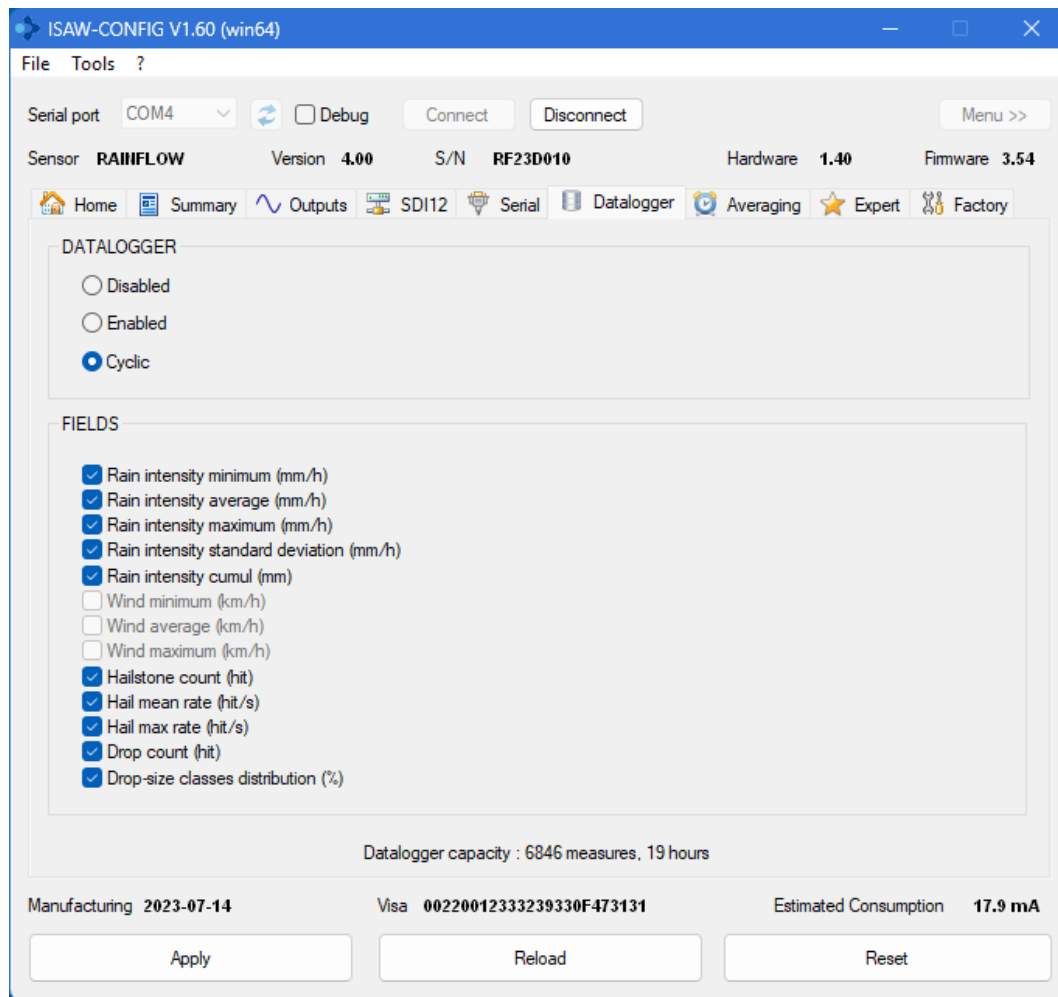 ISAW-CONFIG V1.60 (win64)
File Tools ?
Serial port COM4 Debug Connect Disconnect Menu >>
Sensor RAINFLOW Version 4.00 S/N RF23D010 Hardware 1.40 Firmware 3.54
Home Summary Outputs SDI12 Serial Datalogger Averaging Expert Factory
DATALOGGER
Disabled
Enabled
Cyclic
FIELDS
Rain intensity minimum (mm/h)
Rain intensity average (mm/h)
Rain intensity maximum (mm/h)
Rain intensity standard deviation (mm/h)
Rain intensity cumul (mm)
Wind minimum (km/h)
Wind average (km/h)
Wind maximum (km/h)
Hailstone count (hit)
Hail mean rate (hit/s)
Hail max rate (hit/s)
Drop count (hit)
Drop-size classes distribution (%)
Datalogger capacity : 6846 measures, 19 hours
Manufacturing 2023-07-14 Visa 00220012333239330F473131 Estimated Consumption 17.9 mA
Apply Reload Reset